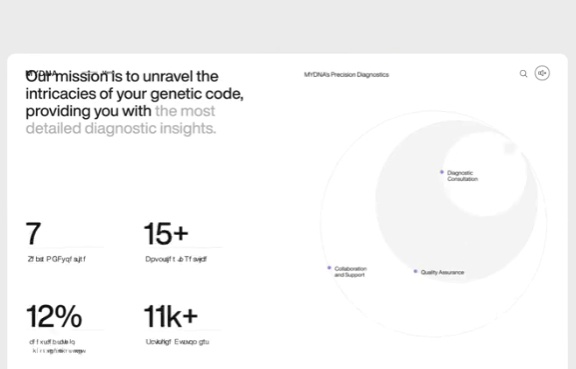 MYDNA
Our mission is to unravel the
intricacies of your genetic code,
providing you with the most
detailed diagnostic insights.
MYDNA's Precision Diagnostics
Diagnostic
Consultation
Collaboration
and Support
Quality Assurance
7
15+
12%
11k+